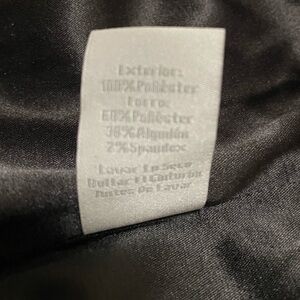 Exterior:
100% Poliéster
Forro:
60% Poliéster
38% Algodón
2% Spandex
Lavar En Seco
Quitar El Cinturón
Antes De Lavar